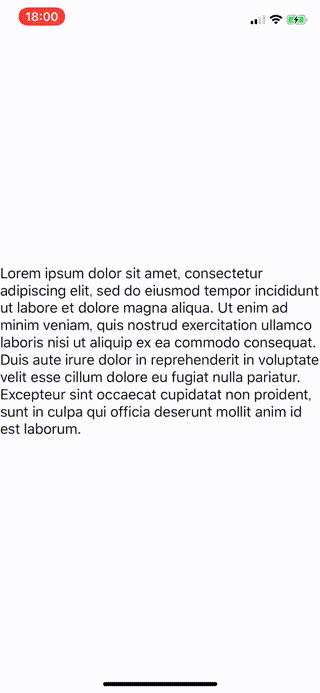 18:00
Lorem ipsum dolor sit amet, consectetur
adipiscing elit, sed do eiusmod tempor incididunt
ut labore et dolore magna aliqua. Ut enim ad
minim veniam, quis nostrud exercitation ullamco
laboris nisi ut aliquip ex ea commodo consequat.
Duis aute irure dolor in reprehenderit in voluptate
velit esse cillum dolore eu fugiat nulla pariatur.
Excepteur sint occaecat cupidatat non proident,
sunt in culpa qui officia deserunt mollit anim id
est laborum.